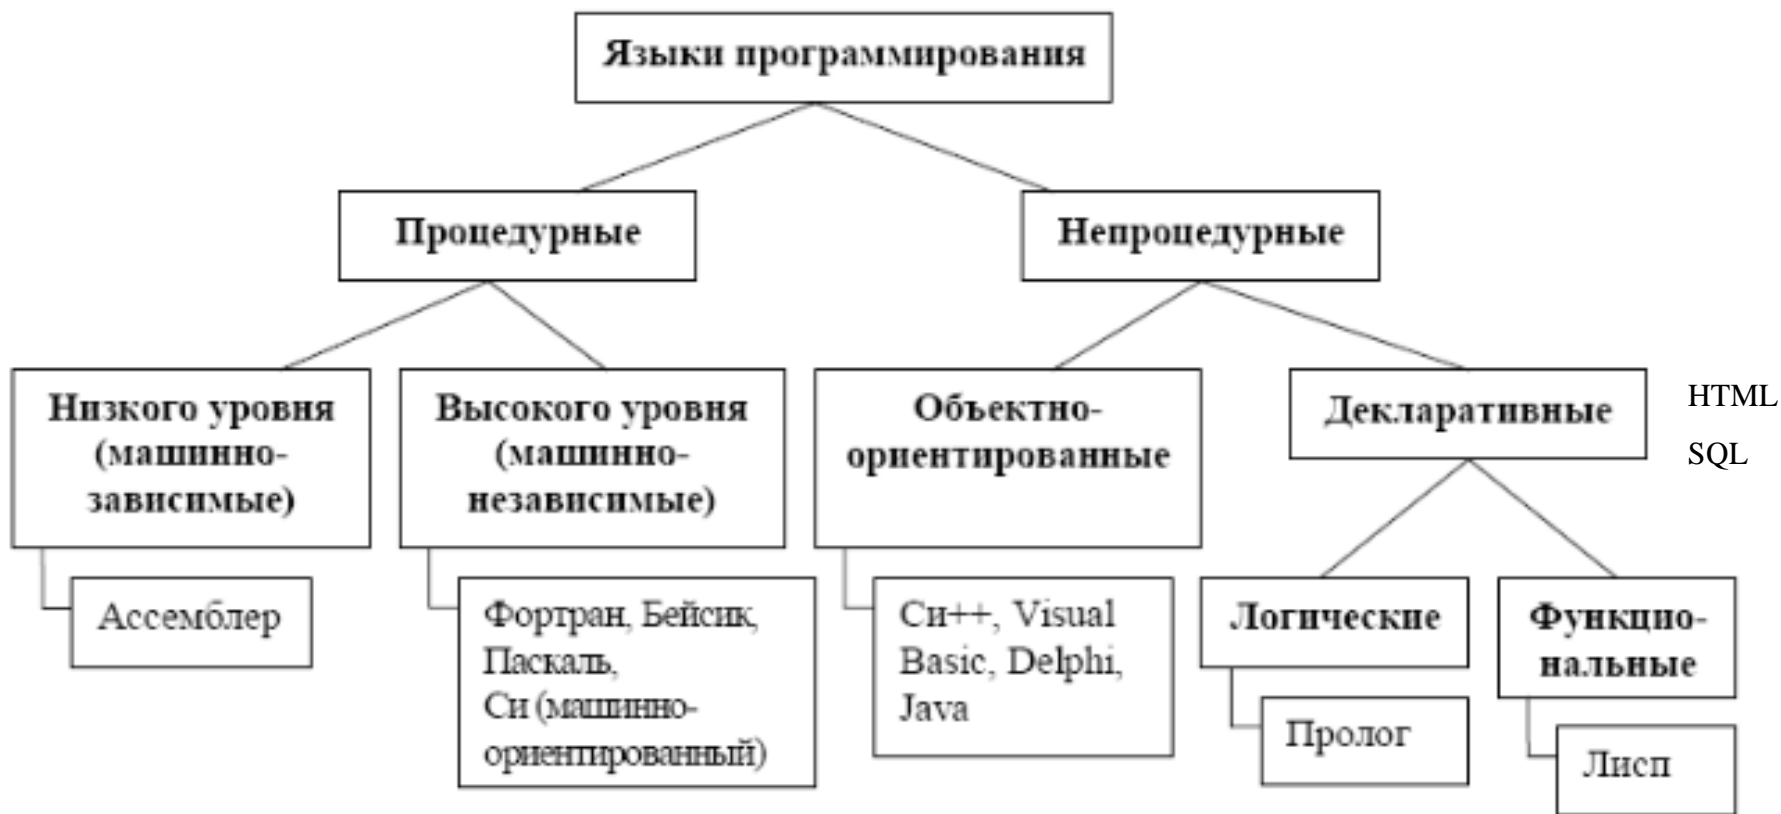 Языки программирования
Процедурные
Непроцедурные
Низкого уровня
(машинно-
зависимые)
Высокого уровня
(машинно-
независимые)
Объектно-
ориентированные
Декларативные
HTML
SQL
Ассемблер
Фортран, Бейсик,
Паскаль,
Си (машинно-
ориентированный)
Си++, Visual
Basic, Delphi,
Java
Логические
Функцио-
нальные
Пролог
Лисп